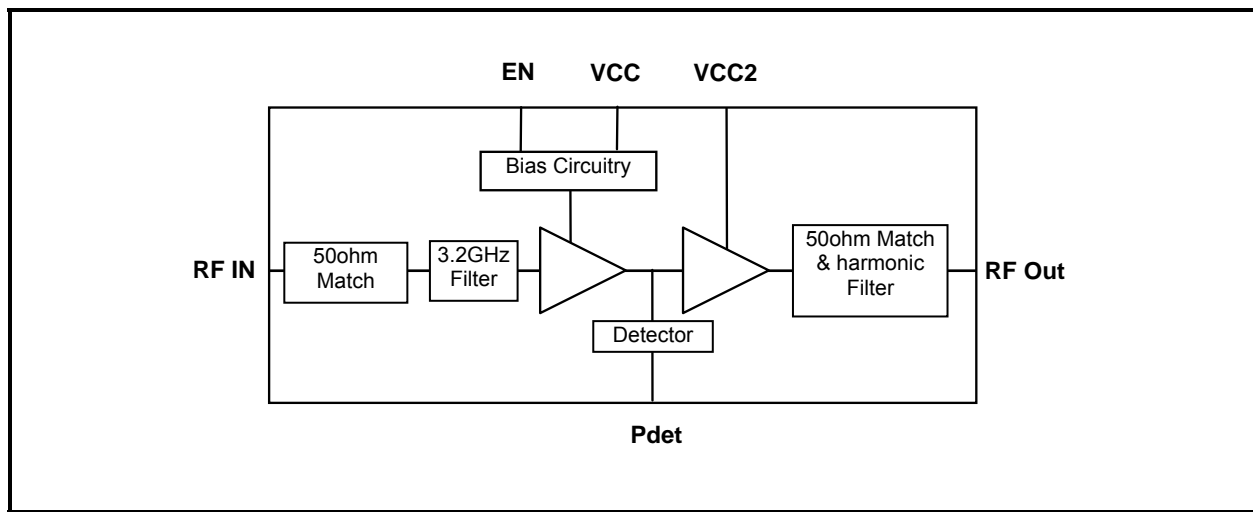 EN VCC VCC2
Bias Circuitry
RF IN
50ohm
Match
3.2GHz
Filter
50ohm Match
& harmonic
Filter
RF Out
Detector
Pdet